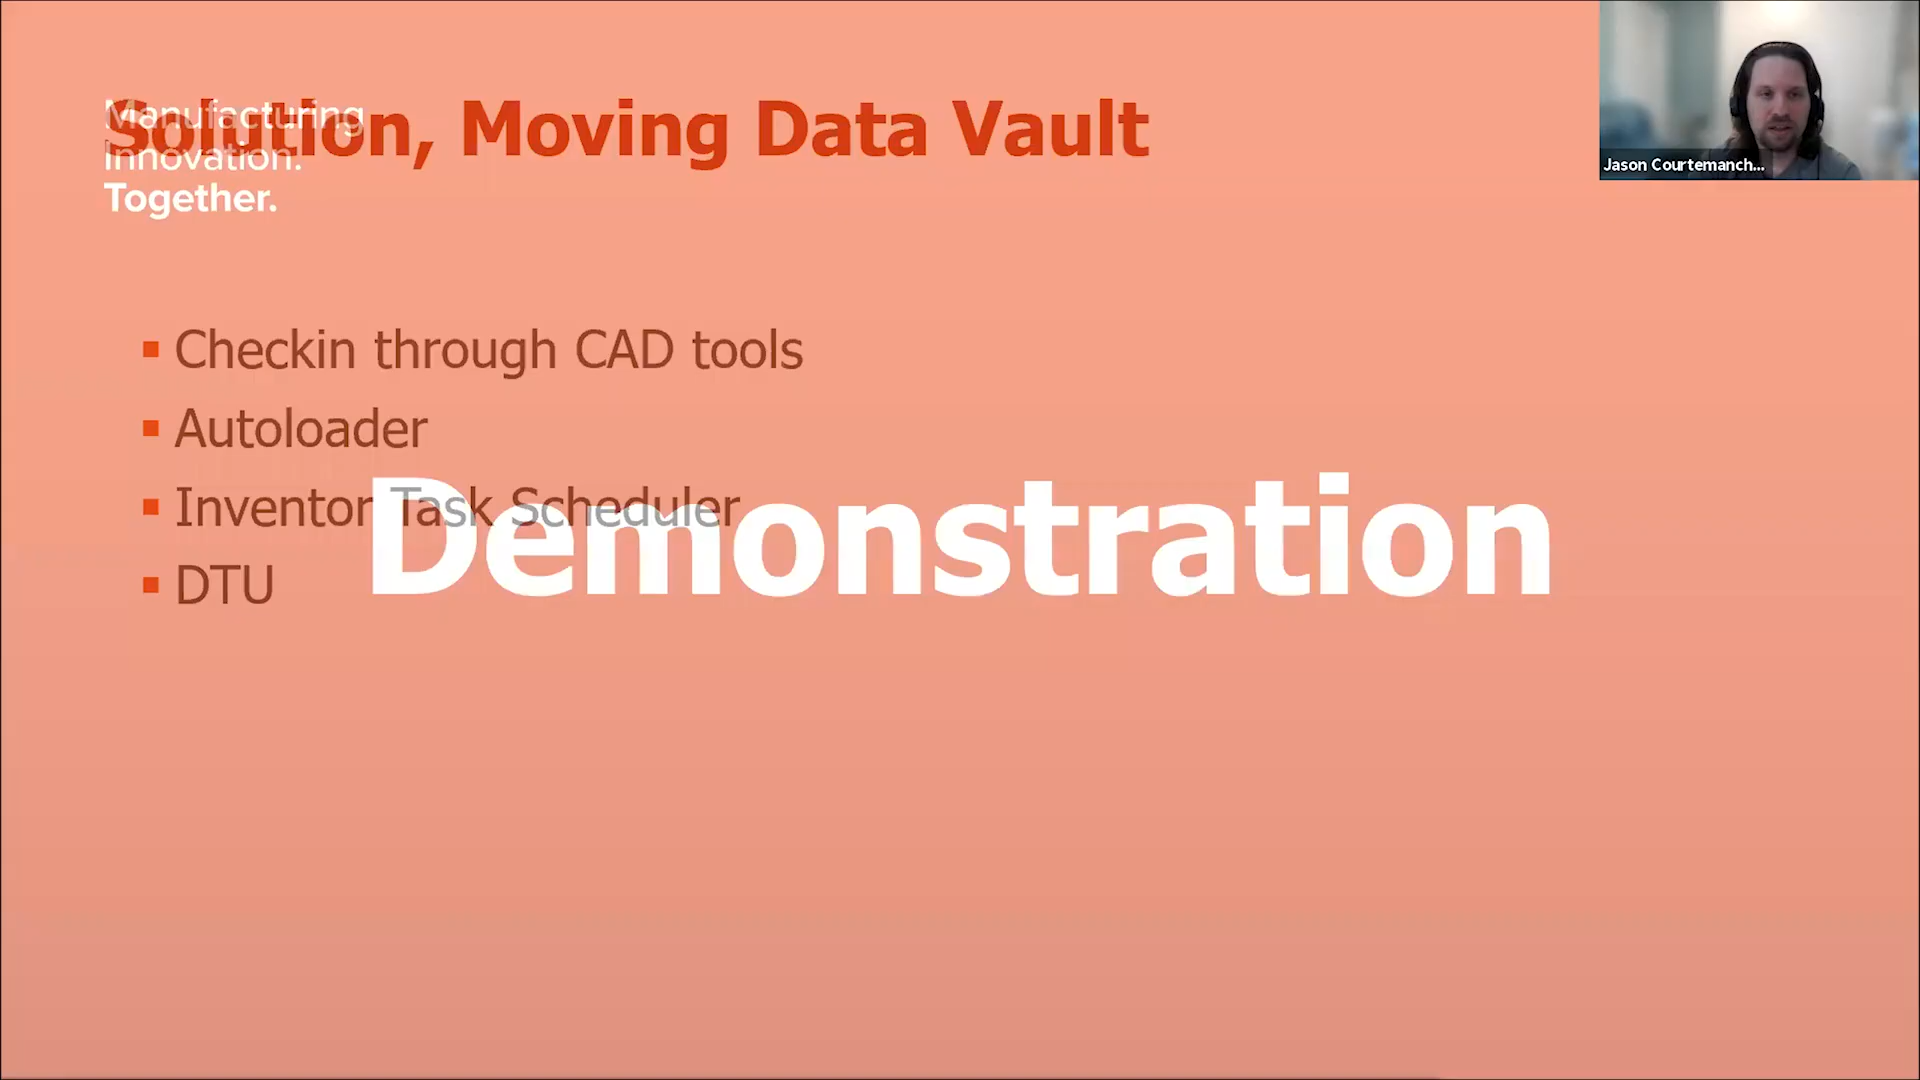 Solution, Moving Data Vault
Manufacturing
Innovation.
Together.
Jason Courtemanch...
▪ Checkin through CAD tools
▪ Autoloader
▪ Inventor Task Scheduler
▪ DTU
Demonstration